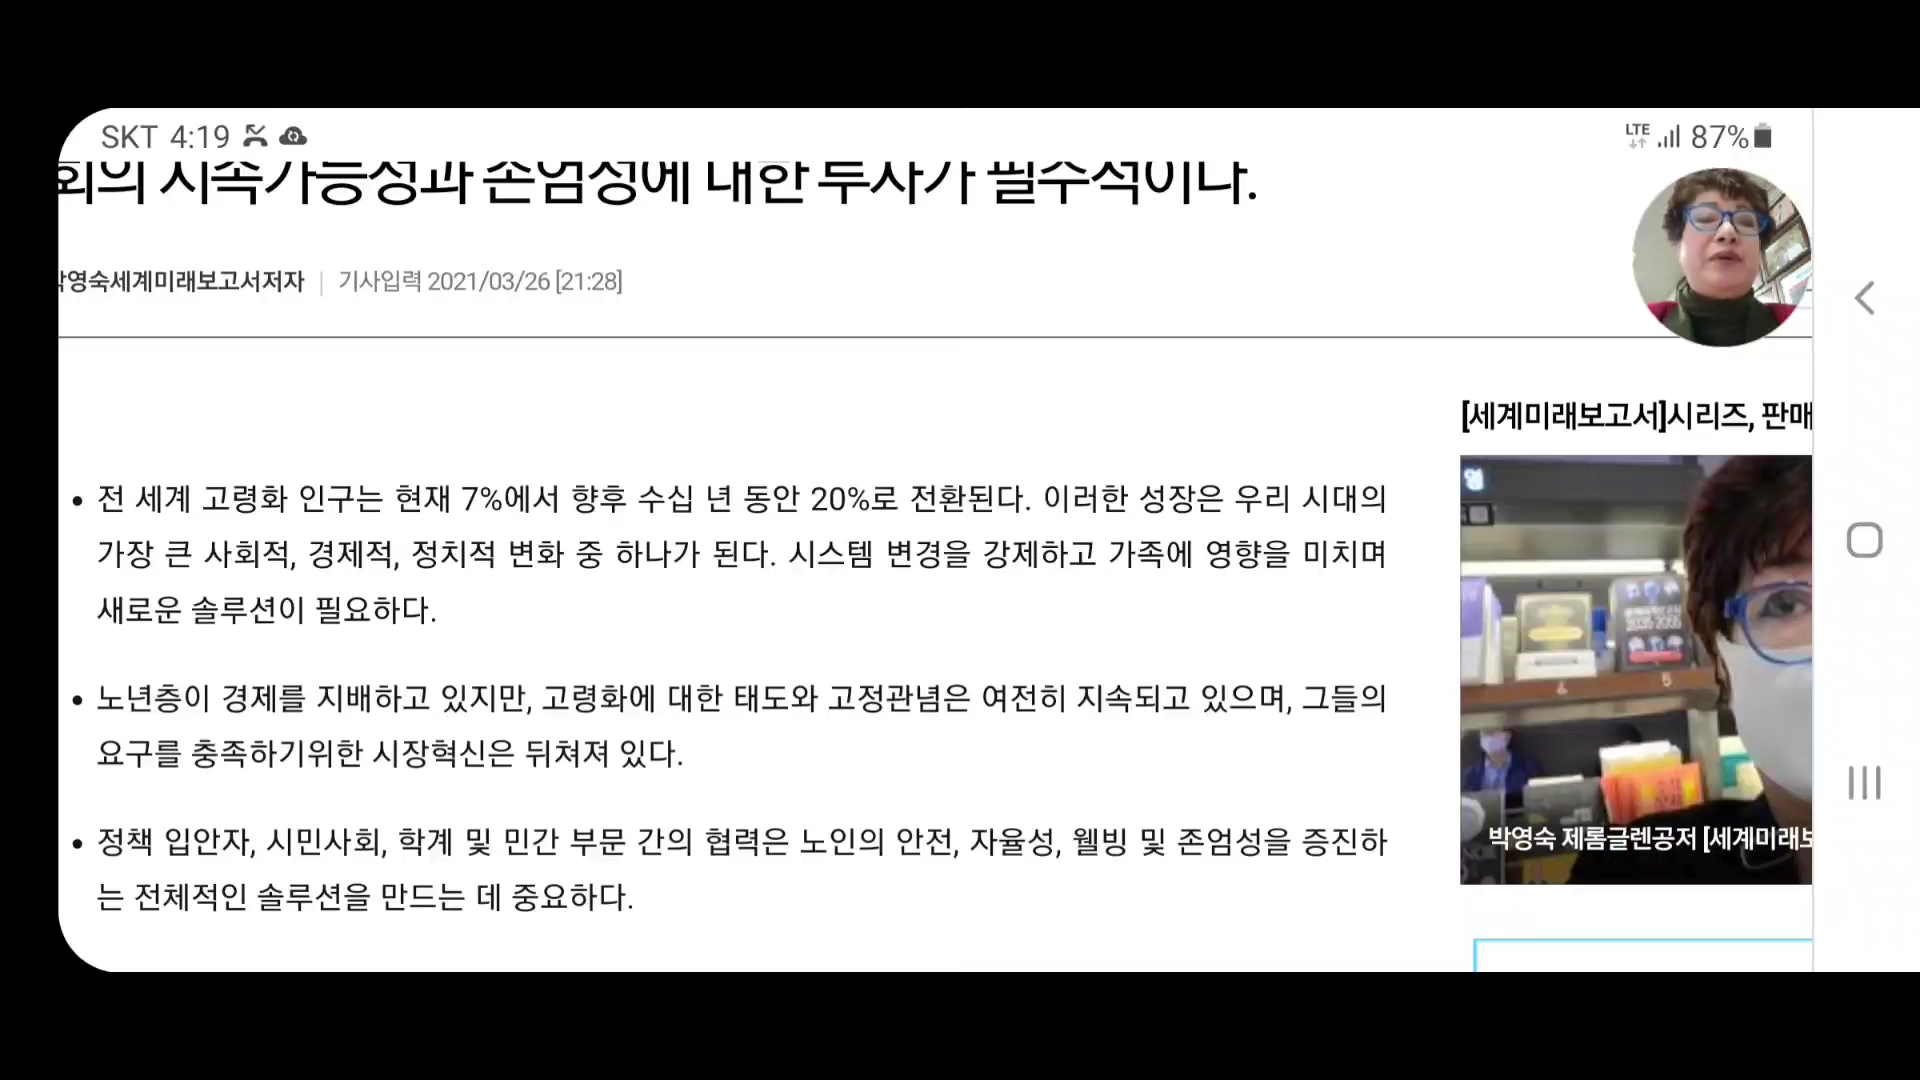 SKT 4:19
LTE 87%
회의 지속가능성과 존엄성에 대한 투자가 필수적이다.
박영숙세계미래보고서저자 | 기사입력 2021/03/26 [21:28]
[세계미래보고서]시리즈, 판매
• 전 세계 고령화 인구는 현재 7%에서 향후 수십 년 동안 20%로 전환된다. 이러한 성장은 우리 시대의
가장 큰 사회적, 경제적, 정치적 변화 중 하나가 된다. 시스템 변경을 강제하고 가족에 영향을 미치며
새로운 솔루션이 필요하다.
• 노년층이 경제를 지배하고 있지만, 고령화에 대한 태도와 고정관념은 여전히 지속되고 있으며, 그들의
요구를 충족하기위한 시장혁신은 뒤쳐져 있다.
• 정책 입안자, 시민사회, 학계 및 민간 부문 간의 협력은 노인의 안전, 자율성, 웰빙 및 존엄성을 증진하
는 전체적인 솔루션을 만드는 데 중요하다.
영
4
5
박영숙 제롬글렌공저 [세계미래보